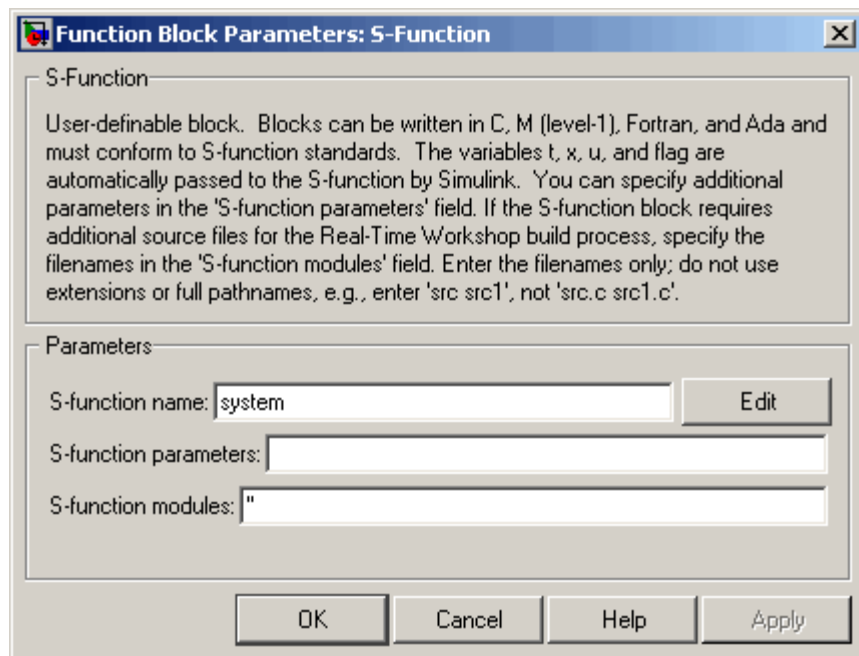 Function Block Parameters: S-Function
S-Function
User-definable block.  Blocks can be written in C, M (level-1), Fortran, and Ada and
must conform to S-function standards.  The variables t, x, u, and flag are
automatically passed to the S-function by Simulink.  You can specify additional
parameters in the 'S-function parameters' field. If the S-function block requires
additional source files for the Real-Time Workshop build process, specify the
filenames in the 'S-function modules' field. Enter the filenames only; do not use
extensions or full pathnames, e.g., enter 'src src1', not 'src.c src1.c'.
Parameters
S-function name: system Edit
S-function parameters:
S-function modules: ''
OK Cancel Help Apply